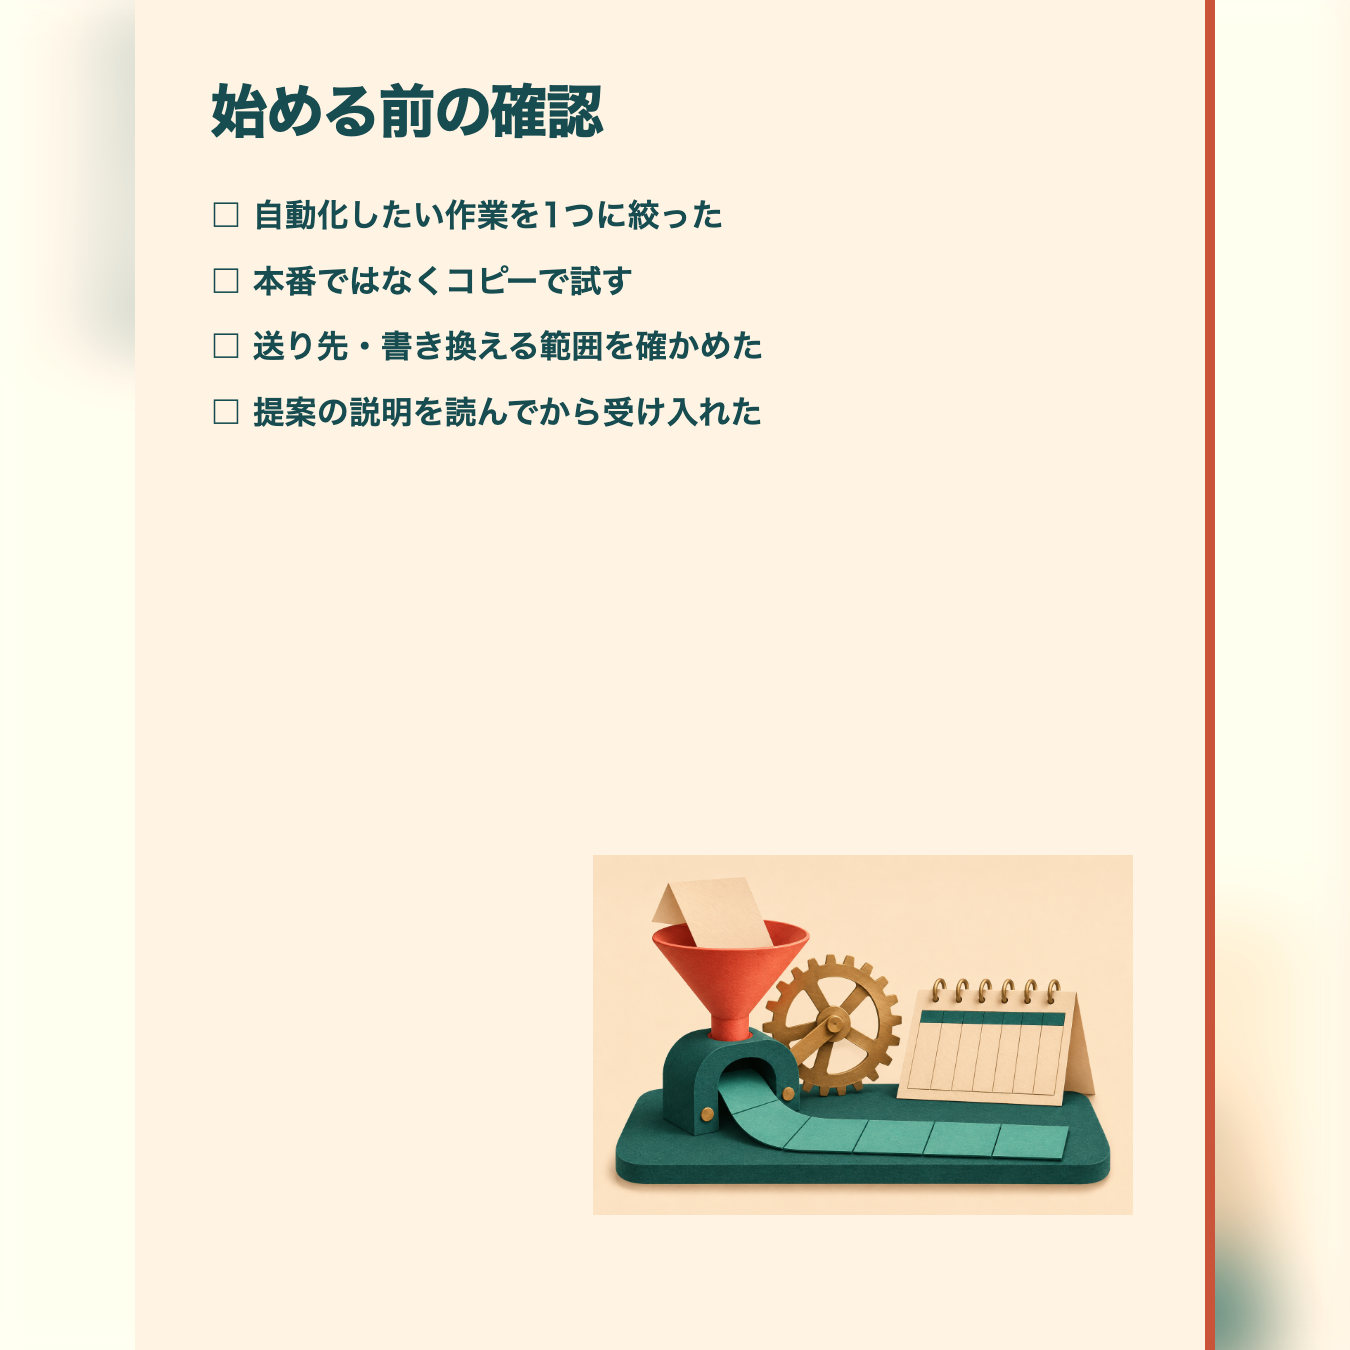 始める前の確認
□ 自動化したい作業を1つに絞った
□ 本番ではなくコピーで試す
□ 送り先・書き換える範囲を確かめた
□ 提案の説明を読んでから受け入れた